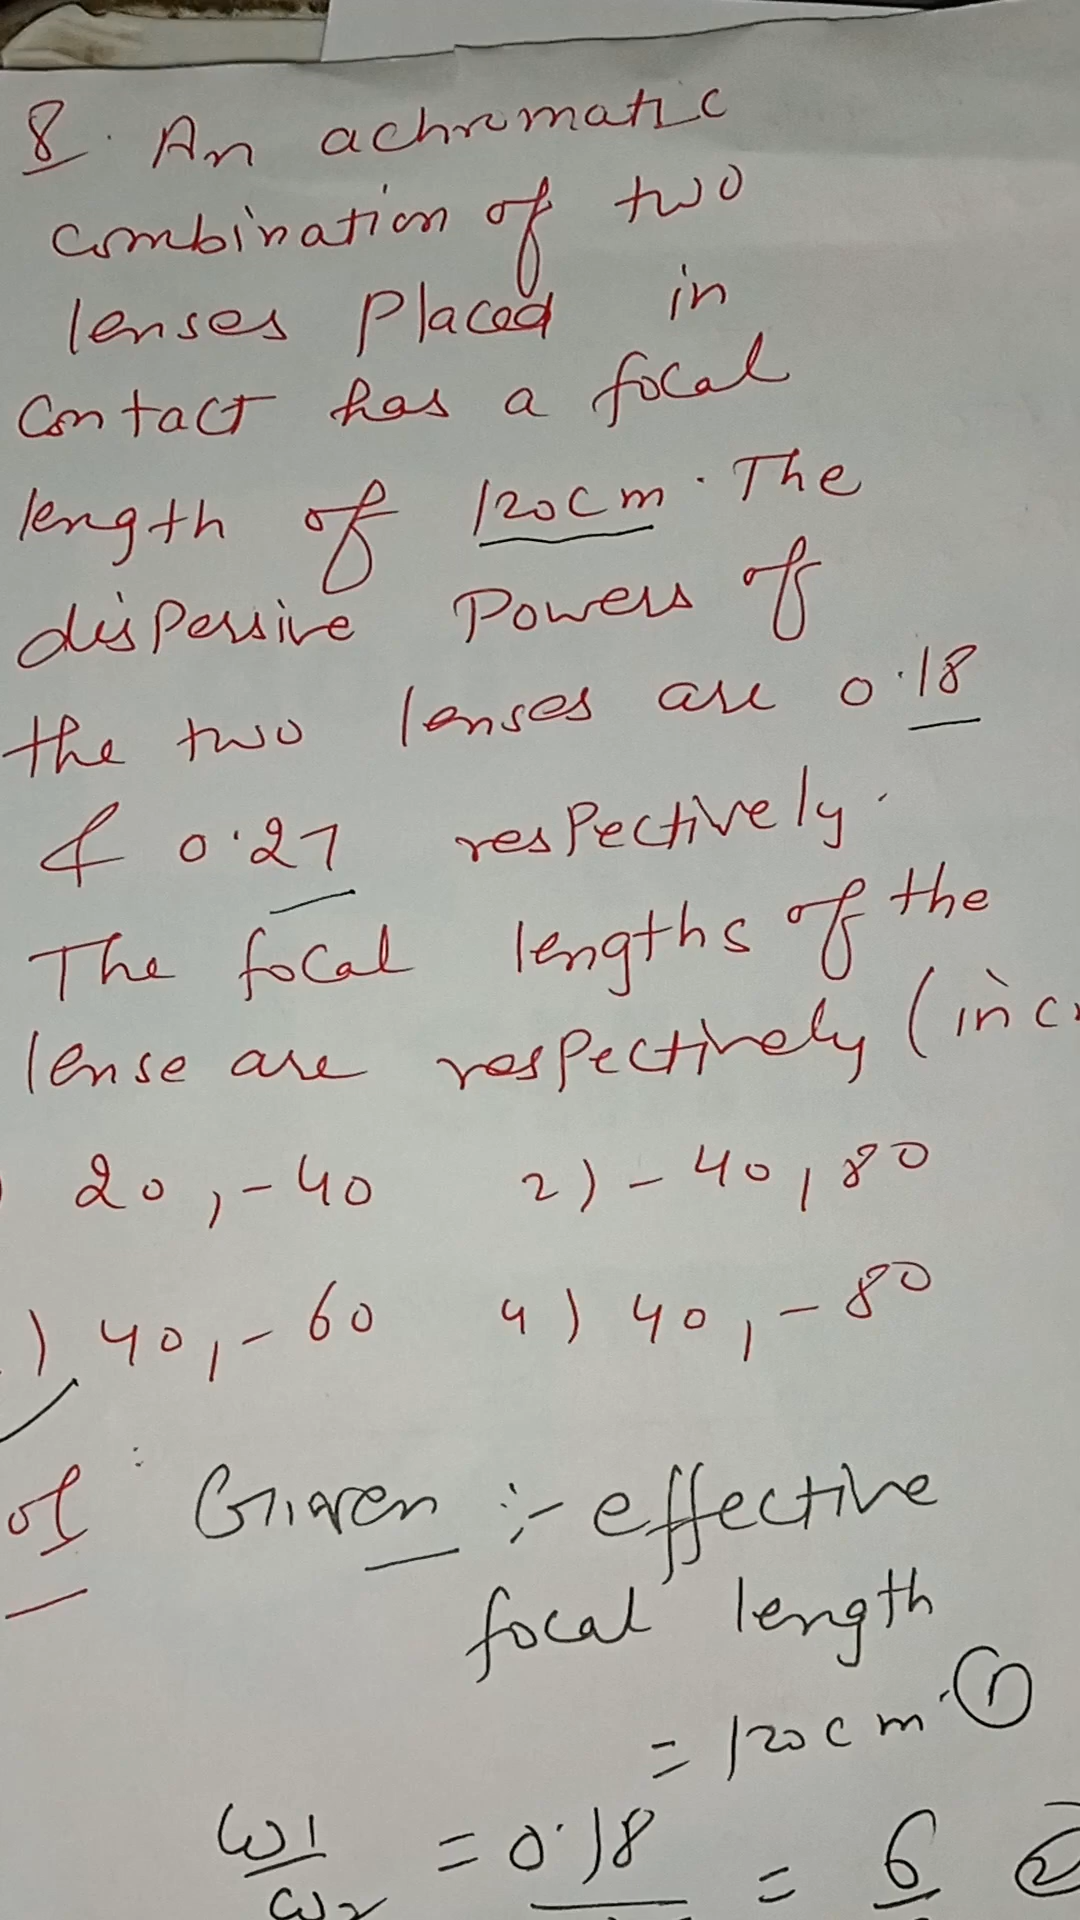 8. An achromatic
combination of two
lenses placed in
contact has a focal
length of 120cm. The
dispersive Powers of
the two lenses are 0.18
& 0.27 respectively.
The focal lengths of the
lense are respectively (in
20, -40 2) -40, 80
) 40, -60 4) 40, -80
ol : Given :- effective
focal length
= 120cm. ①
ω1/ω2 = 0.18 = 6 ②